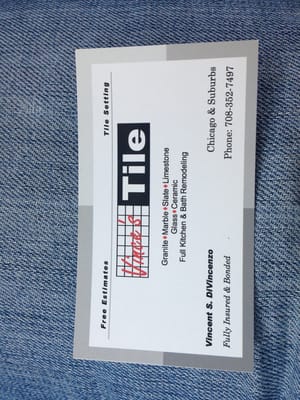 Free Estimates
Tile Setting
Vince's
Tile
Granite♦Marble♦Slate♦Limestone
Glass♦Ceramic
Full Kitchen & Bath Remodeling
Vincent S. DiVincenzo
Chicago & Suburbs
Fully Insured & Bonded
Phone: 708-352-7497